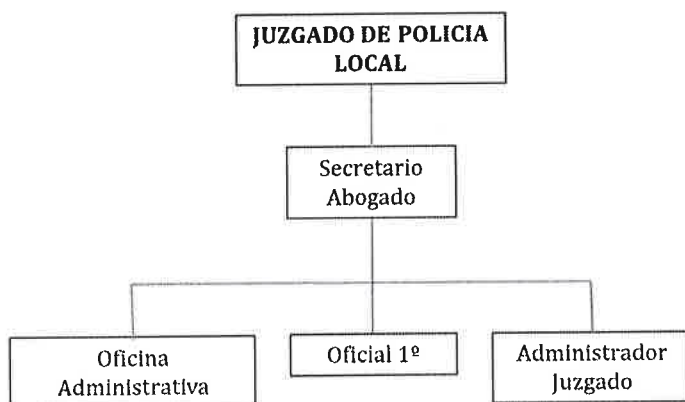 JUZGADO DE POLICIA
LOCAL
Secretario
Abogado
Oficina
Administrativa
Oficial 1º
Administrador
Juzgado